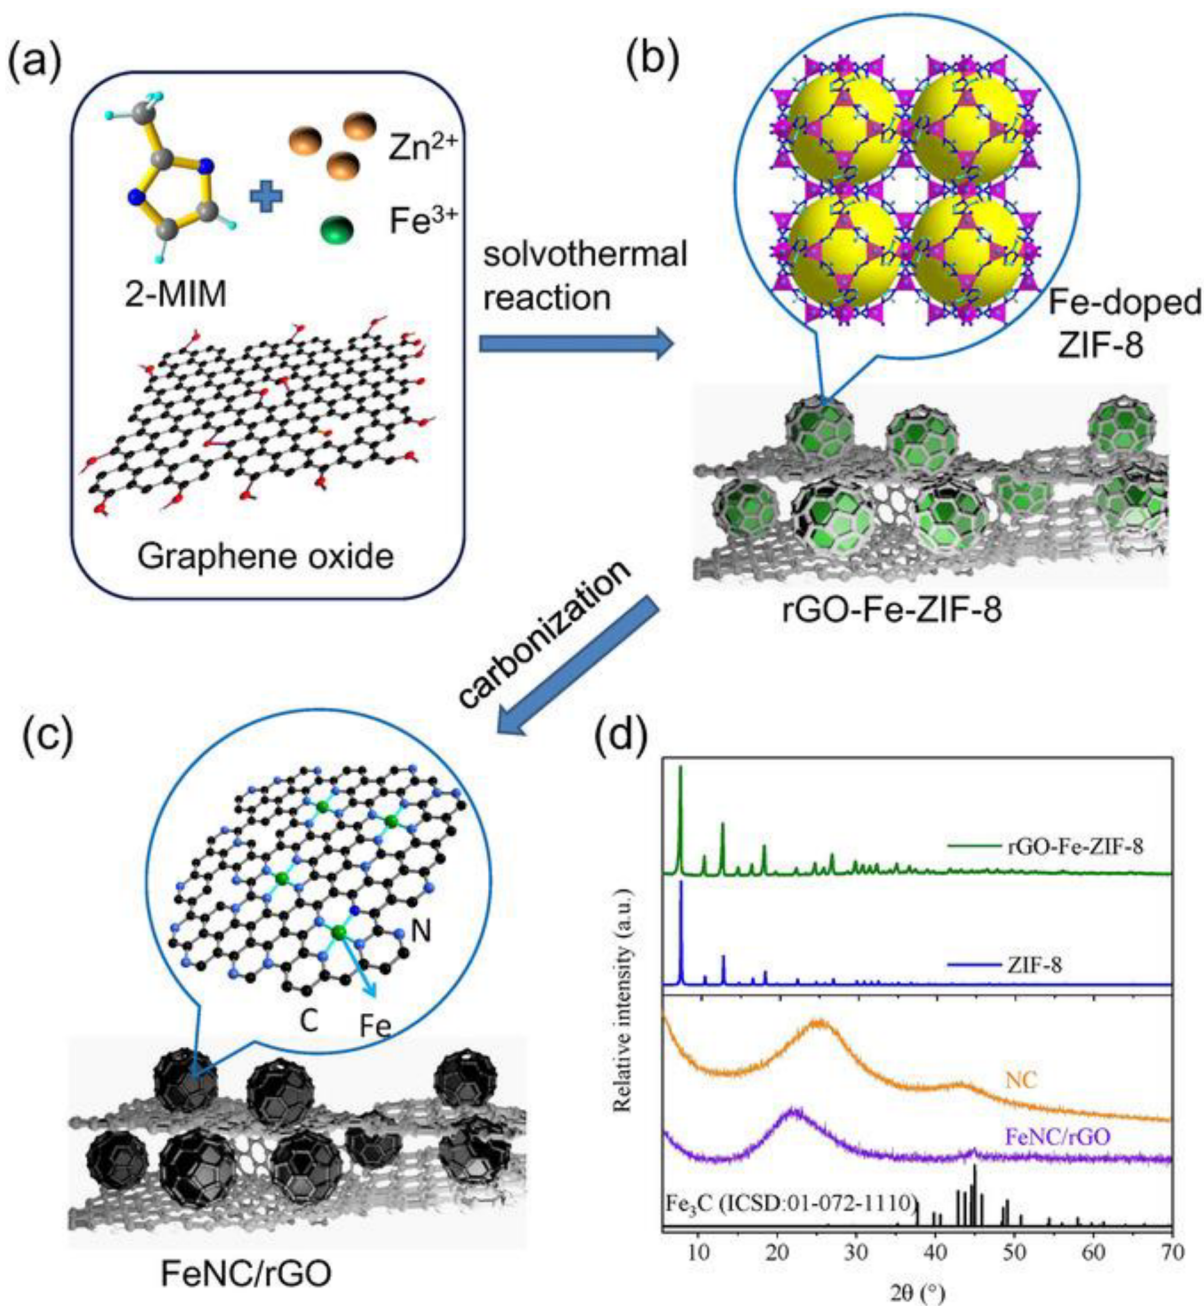 (a)
Zn²⁺
Fe³⁺
2-MIM
Graphene oxide
solvothermal
reaction
(b)
Fe-doped
ZIF-8
rGO-Fe-ZIF-8
carbonization
(c)
N
C
Fe
FeNC/rGO
(d)
rGO-Fe-ZIF-8
ZIF-8
NC
FeNC/rGO
Fe₃C (ICSD:01-072-1110)
Relative intensity (a.u.)
10 20 30 40 50 60 70
2θ (°)